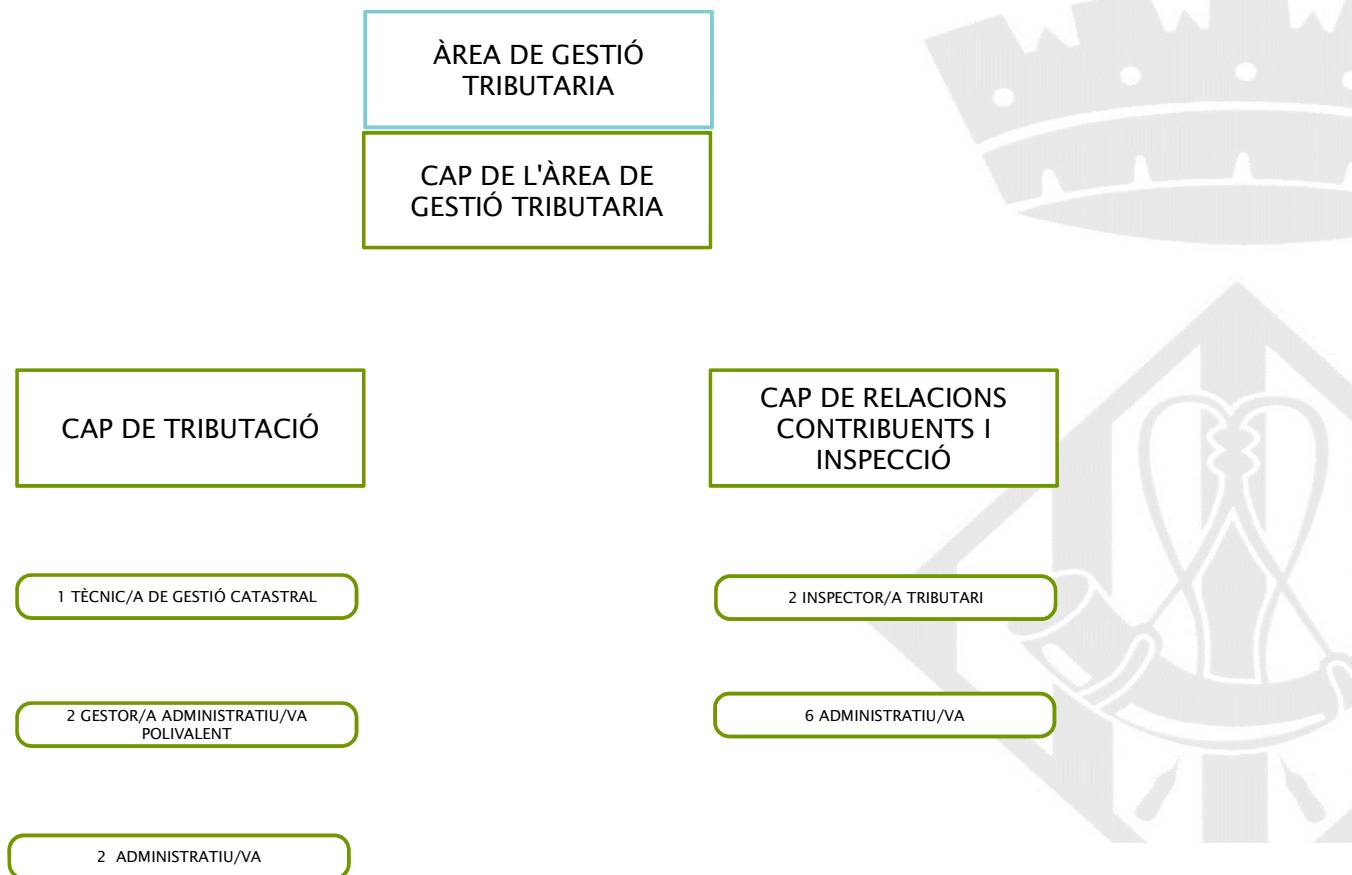 ÀREA DE GESTIÓ
TRIBUTARIA
CAP DE L'ÀREA DE
GESTIÓ TRIBUTARIA
CAP DE TRIBUTACIÓ
CAP DE RELACIONS
CONTRIBUENTS I
INSPECCIÓ
1 TÈCNIC/A DE GESTIÓ CATASTRAL
2 INSPECTOR/A TRIBUTARI
2 GESTOR/A ADMINISTRATIU/VA
POLIVALENT
6 ADMINISTRATIU/VA
2 ADMINISTRATIU/VA